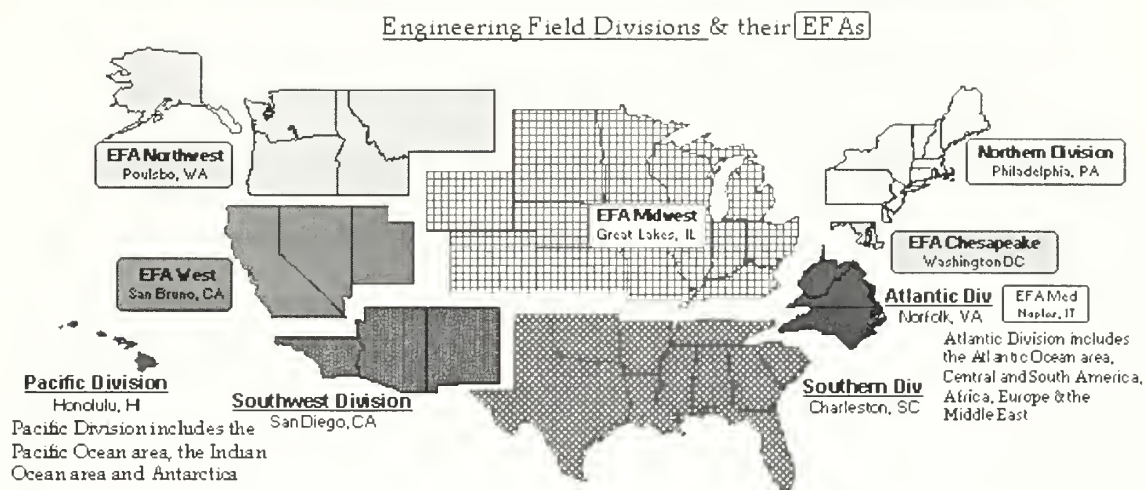 Engineering Field Divisions & their EFAs
EFA Northwest
Poulsbo, WA
Northern Division
Philadelphia, PA
EFA Midwest
Great Lakes, IL
EFA Chesapeake
Washington DC
EFA West
San Bruno, CA
Atlantic Div
Norfolk, VA
EFA Med
Naples, IT
Atlantic Division includes
the Atlantic Ocean area,
Central and South America,
Africa, Europe & the
Middle East
Pacific Division
Honolulu, HI
Pacific Division includes the
Pacific Ocean area, the Indian
Ocean area and Antarctica
Southwest Division
San Diego, CA
Southern Div
Charleston, SC